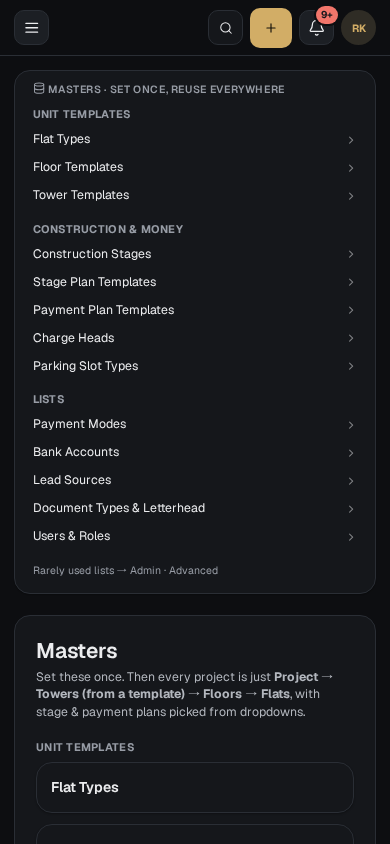 9+
RK
MASTERS · SET ONCE, REUSE EVERYWHERE
UNIT TEMPLATES
Flat Types
Floor Templates
Tower Templates
CONSTRUCTION & MONEY
Construction Stages
Stage Plan Templates
Payment Plan Templates
Charge Heads
Parking Slot Types
LISTS
Payment Modes
Bank Accounts
Lead Sources
Document Types & Letterhead
Users & Roles
Rarely used lists → Admin · Advanced
Masters
Set these once. Then every project is just Project →
Towers (from a template) → Floors → Flats, with
stage & payment plans picked from dropdowns.
UNIT TEMPLATES
Flat Types